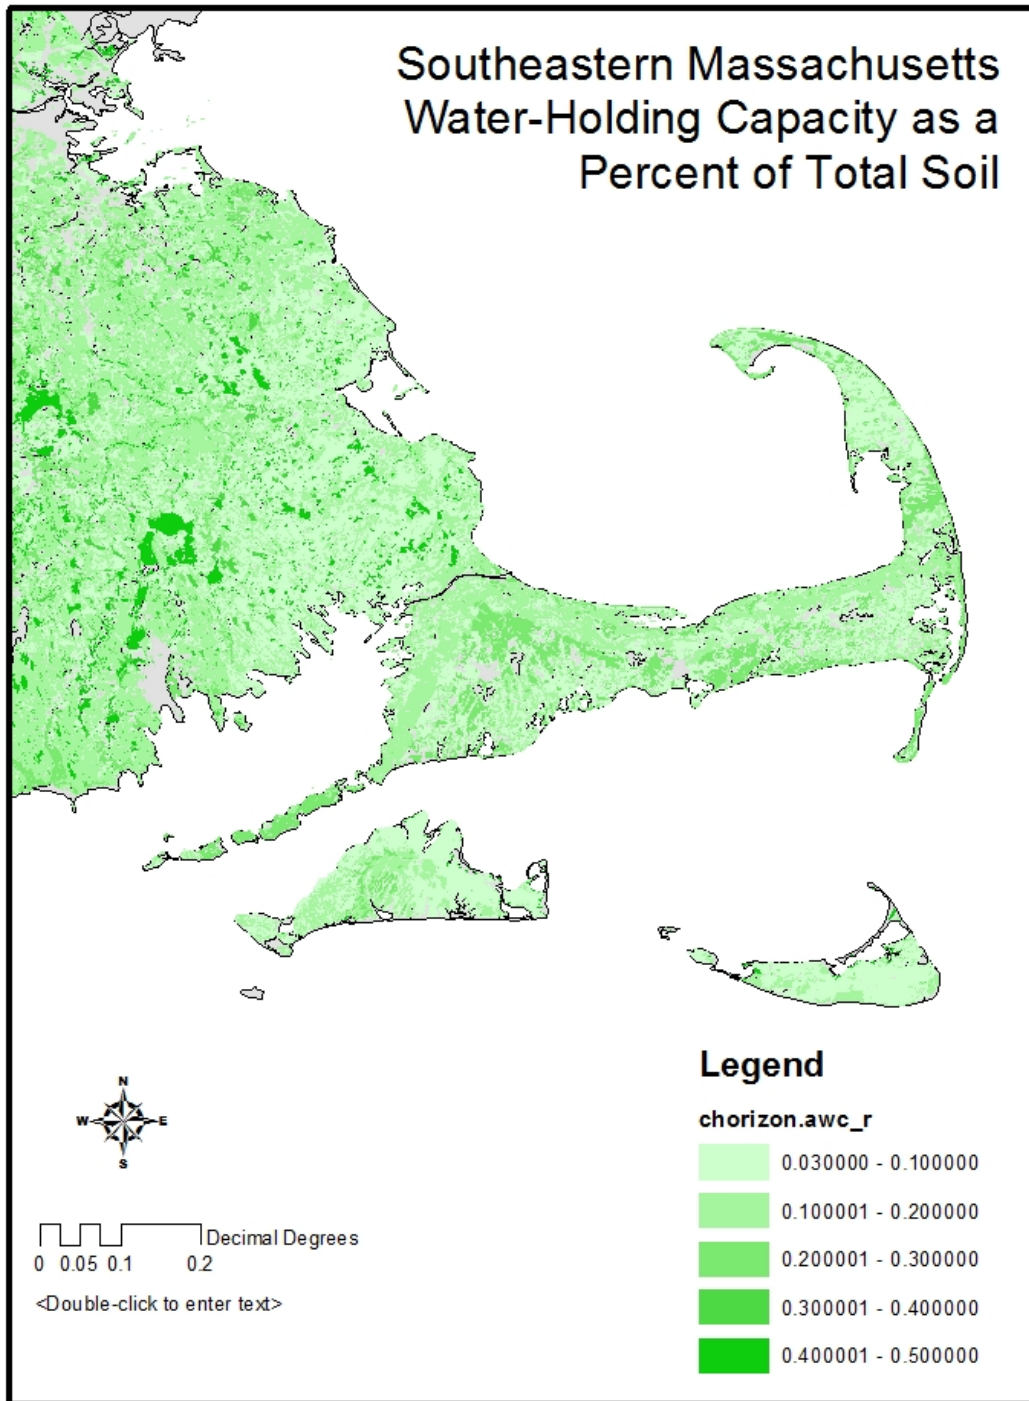 Southeastern Massachusetts
Water-Holding Capacity as a
Percent of Total Soil
N
W E
S
Decimal Degrees
0 0.05 0.1 0.2
<Double-click to enter text>
Legend
chorizon.awc_r
0.030000 - 0.100000
0.100001 - 0.200000
0.200001 - 0.300000
0.300001 - 0.400000
0.400001 - 0.500000